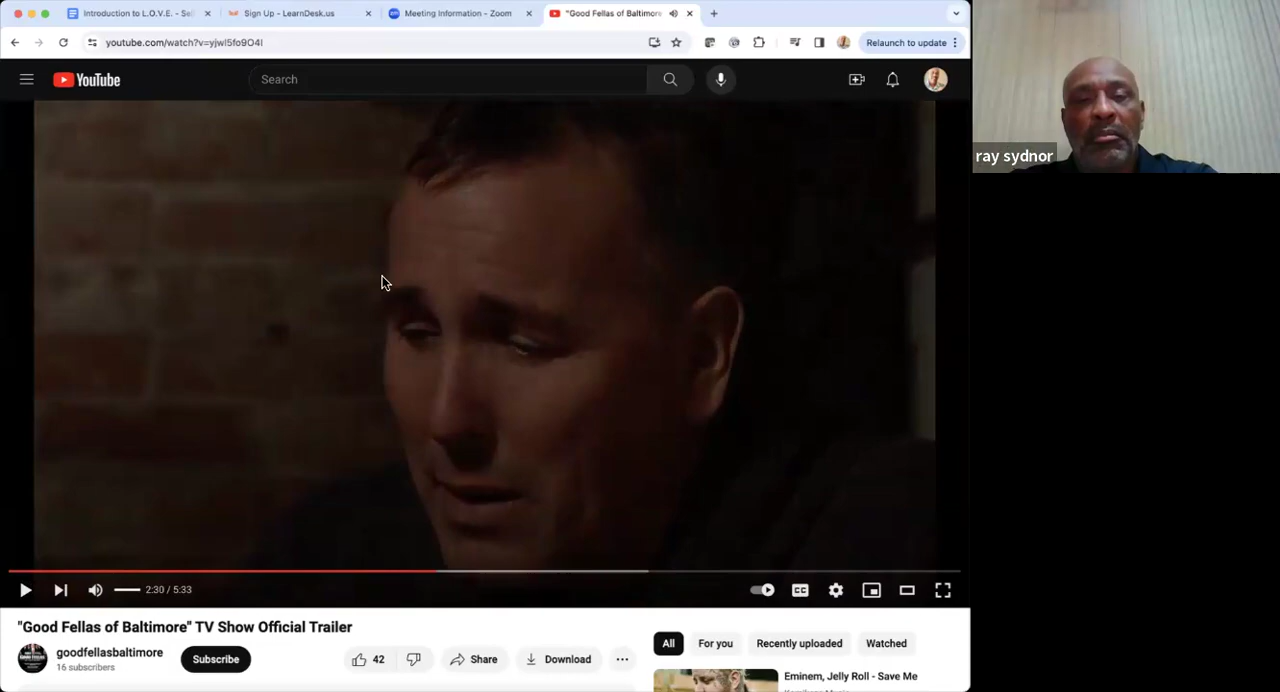 Introduction to L.O.V.E. - Se
Sign Up - LearnDesk.us
Meeting Information - Zoom
"Good Fellas of Baltimore
youtube.com/watch?v=yjwl5fo9O4I
Relaunch to update
YouTube
Search
ray sydnor
2:30 / 5:33
CC
"Good Fellas of Baltimore" TV Show Official Trailer
goodfellasbaltimore
16 subscribers
Subscribe
42
Share
Download
All
For you
Recently uploaded
Watched
Eminem, Jelly Roll - Save Me